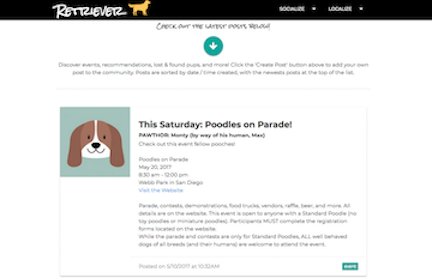 Retriever
SOCIALIZE
LOCALIZE
Check out the latest posts below!
Discover events, recommendations, lost & found pups, and more! Click the 'Create Post' button above to add your own
post to the community. Posts are sorted by date / time created, with the newests posts at the top of the list.
This Saturday: Poodles on Parade!
PAWTHOR: Monty (by way of his human, Max)
Check out this event fellow pooches!
Poodles on Parade
May 20, 2017
8:30 am - 12:00 pm
Webb Park in San Diego
Visit the Website
Parade, contests, demonstrations, food trucks, vendors, raffle, beer, and more. All
details are on the website. This event is open to anyone with a Standard Poodle (no
toy poodles or miniature poodles). Participants MUST complete the registration
forms located on the website.
While the parade and contests are only for Standard Poodles, ALL well behaved
dogs of all breeds (and their humans) are welcome to attend the event.
Posted on 5/10/2017 at 10:32AM